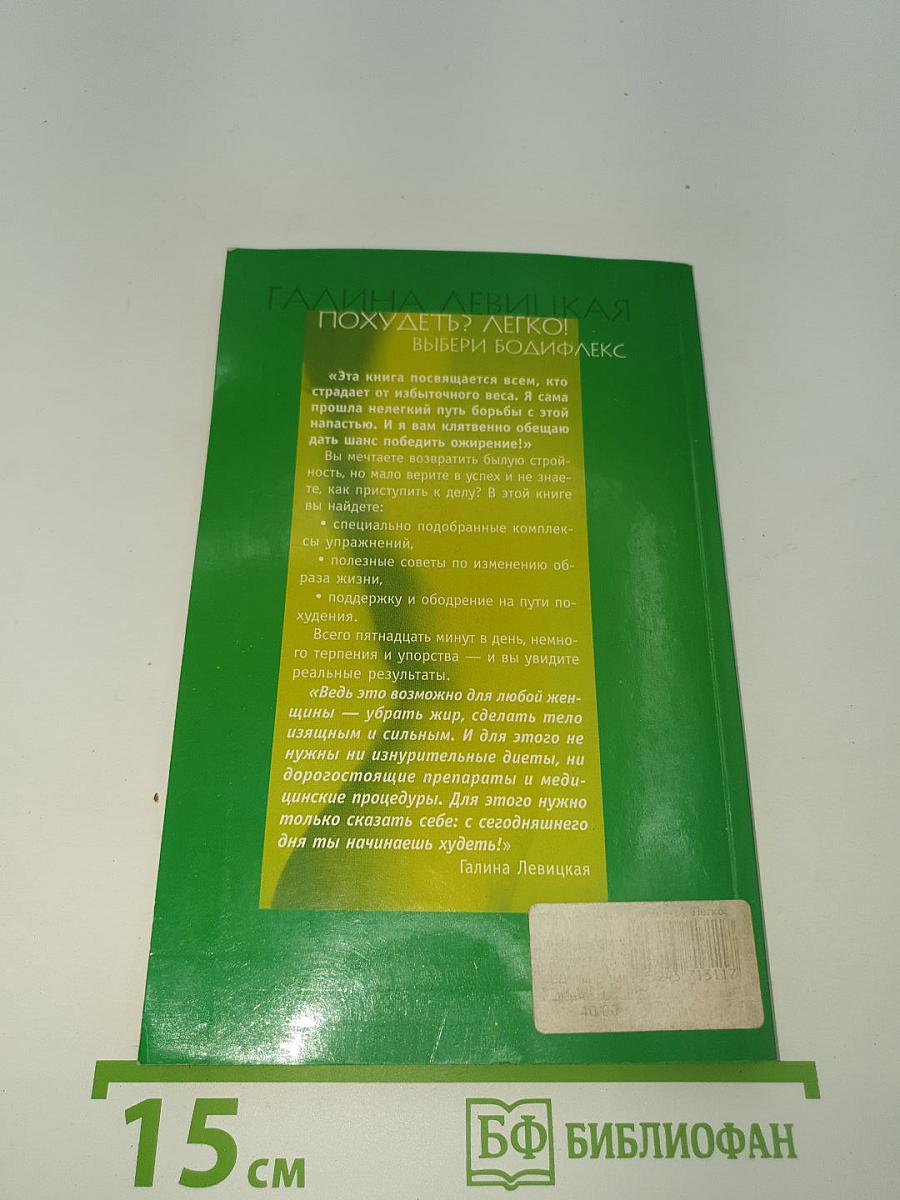 ГАЛИНА ЛЕВИЦКАЯ
ПОХУДЕТЬ? ЛЕГКО!
ВЫБЕРИ БОДИФЛЕКС
«Эта книга посвящается всем, кто
страдает от избыточного веса. Я сама
прошла нелегкий путь борьбы с этой
напастью. И я вам клятвенно обещаю
дать шанс победить ожирение!»
Вы мечтаете возвратить былую строй-
ность, но мало верите в успех и не знае-
те, как приступить к делу? В этой книге
вы найдете:
• специально подобранные комплек-
сы упражнений,
• полезные советы по изменению об-
раза жизни,
• поддержку и ободрение на пути по-
худения.
Всего пятнадцать минут в день, немно-
го терпения и упорства — и вы увидите
реальные результаты.
«Ведь это возможно для любой жен-
щины — убрать жир, сделать тело
изящным и сильным. И для этого не
нужны ни изнурительные диеты, ни
дорогостоящие препараты и меди-
цинские процедуры. Для этого нужно
только сказать себе: с сегодняшнего
дня ты начинаешь худеть!»
Галина Левицкая
40.00
15 см
БФ БИБЛИОФАН